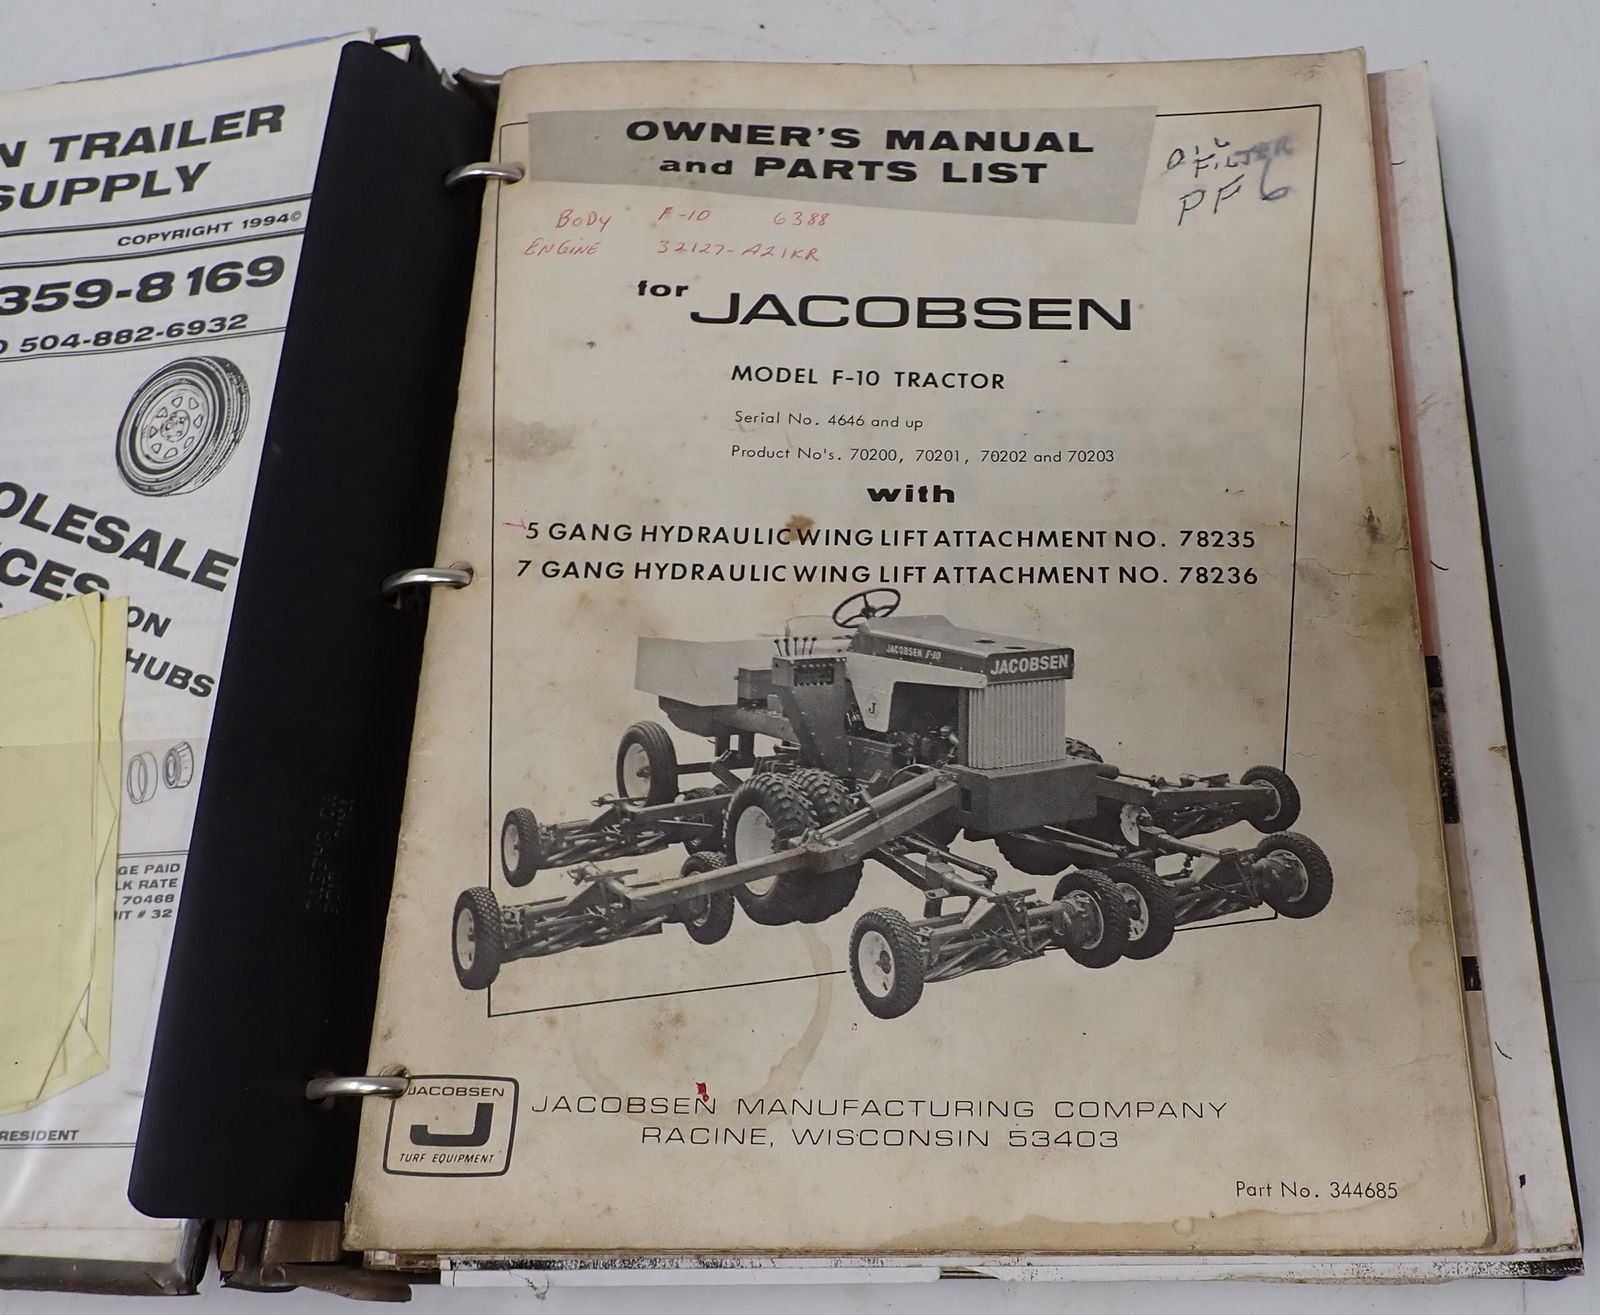 N TRAILER
SUPPLY
COPYRIGHT 1994©
359-8169
504-882-6932
OLESALE
ICES ON
HUBS
GE PAID
LK RATE
70468
IT # 32
RESIDENT
OWNER'S MANUAL
and PARTS LIST
OIL
FILTER
PF 6
BODY F-10 6388
ENGINE 32127-A21KR
for JACOBSEN
MODEL F-10 TRACTOR
Serial No. 4646 and up
Product No's. 70200, 70201, 70202 and 70203
with
5 GANG HYDRAULIC WING LIFT ATTACHMENT NO. 78235
7 GANG HYDRAULIC WING LIFT ATTACHMENT NO. 78236
JACOBSEN F-10
JACOBSEN
J
JACOBSEN
J
TURF EQUIPMENT
JACOBSEN MANUFACTURING COMPANY
RACINE, WISCONSIN 53403
Part No. 344685